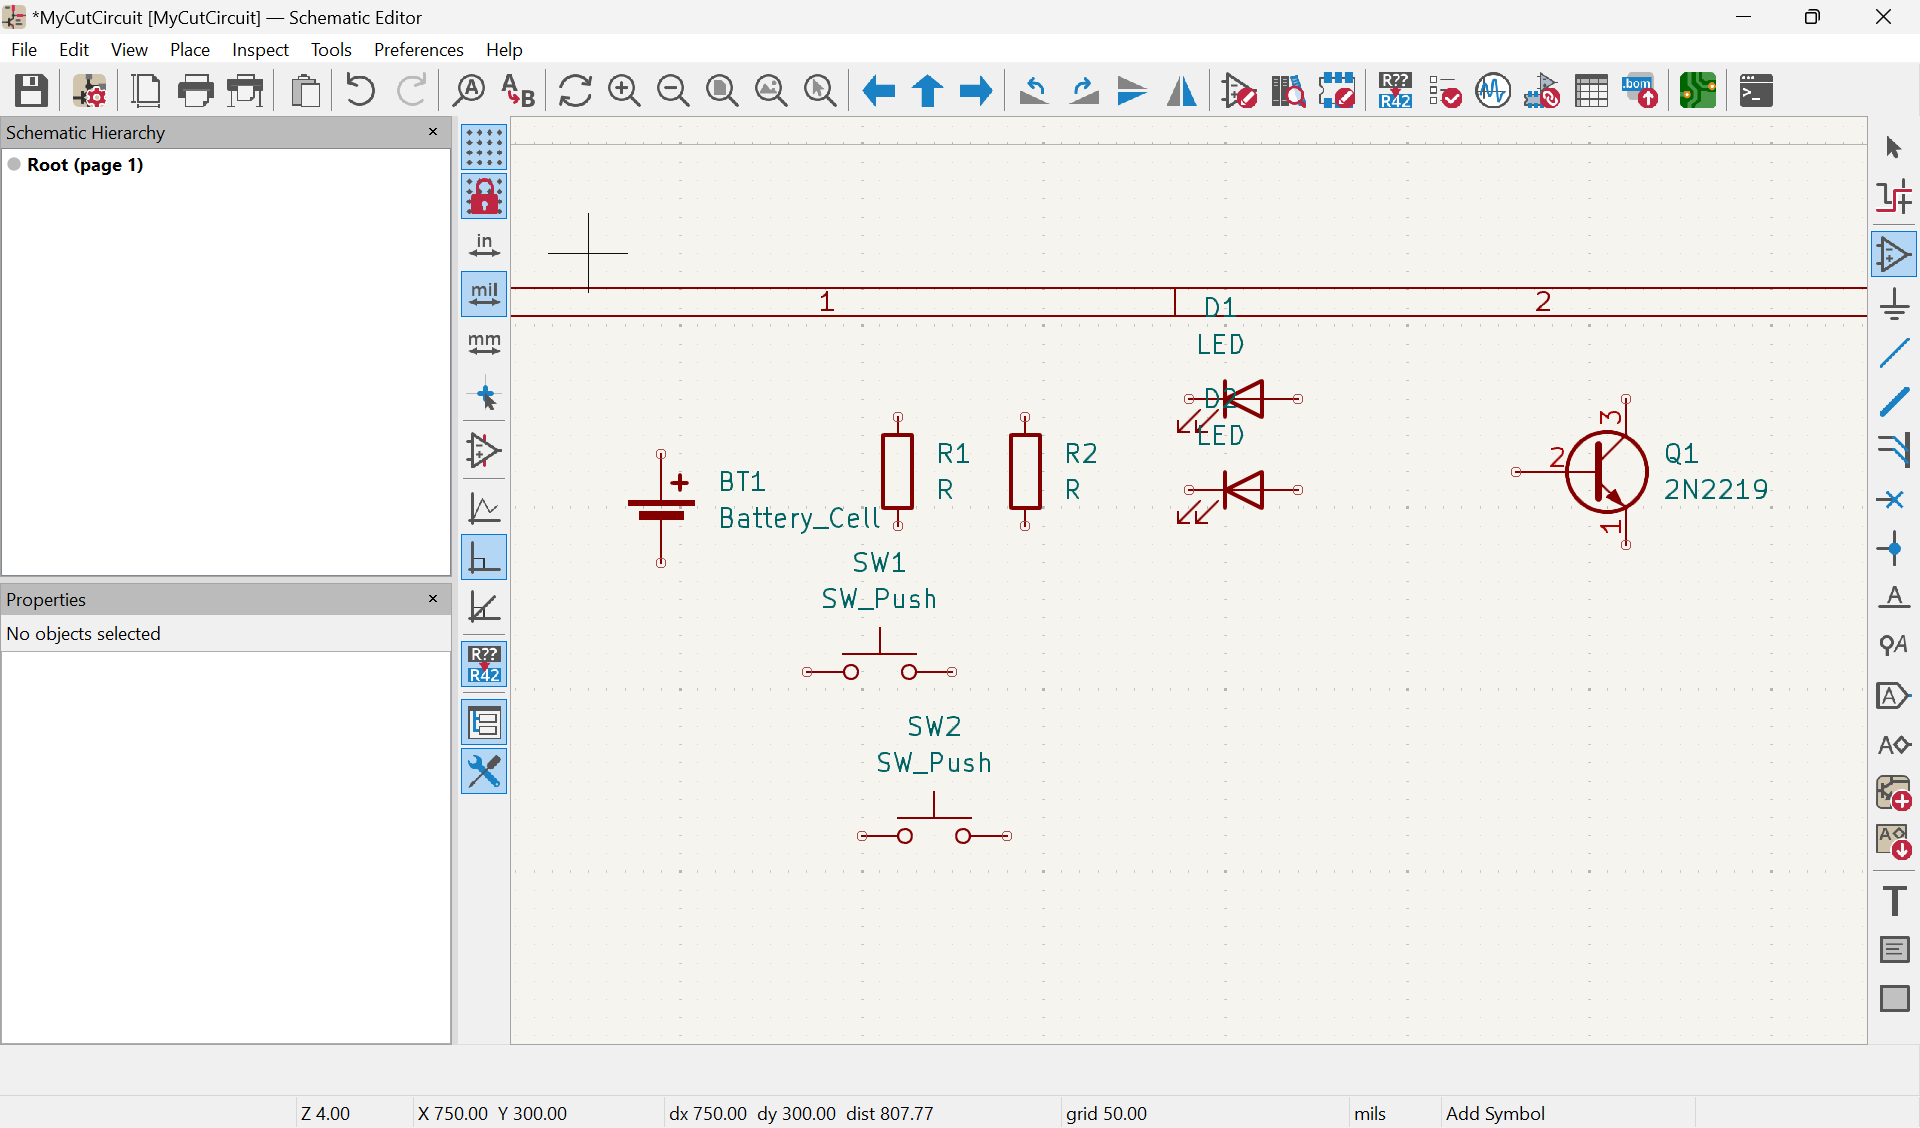 *MyCutCircuit [MyCutCircuit] — Schematic Editor
File Edit View Place Inspect Tools Preferences Help
A
A B
R??
R42
.bom
>_
Schematic Hierarchy
Root (page 1)
in
mil
mm
R??
R42
Properties
No objects selected
1
2
D1
LED
D2
LED
BT1
Battery_Cell
R1
R
R2
R
3
2
1
Q1
2N2219
SW1
SW_Push
SW2
SW_Push
A
A
A
A
A
T
Z 4.00
X 750.00 Y 300.00
dx 750.00 dy 300.00 dist 807.77
grid 50.00
mils
Add Symbol